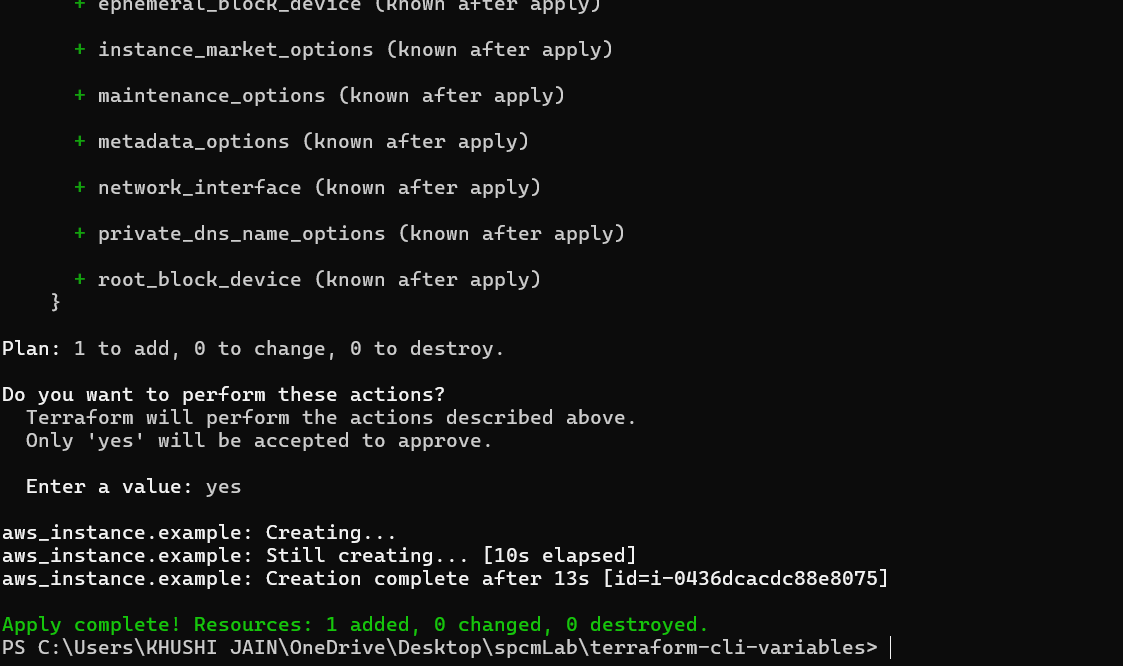 + ephemeral_block_device (known after apply)
+ instance_market_options (known after apply)
+ maintenance_options (known after apply)
+ metadata_options (known after apply)
+ network_interface (known after apply)
+ private_dns_name_options (known after apply)
+ root_block_device (known after apply)
}
Plan: 1 to add, 0 to change, 0 to destroy.
Do you want to perform these actions?
Terraform will perform the actions described above.
Only 'yes' will be accepted to approve.
Enter a value: yes
aws_instance.example: Creating...
aws_instance.example: Still creating... [10s elapsed]
aws_instance.example: Creation complete after 13s [id=i-0436dcacdc88e8075]
Apply complete! Resources: 1 added, 0 changed, 0 destroyed.
PS C:\Users\KHUSHI JAIN\OneDrive\Desktop\spcmLab\terraform-cli-variables>